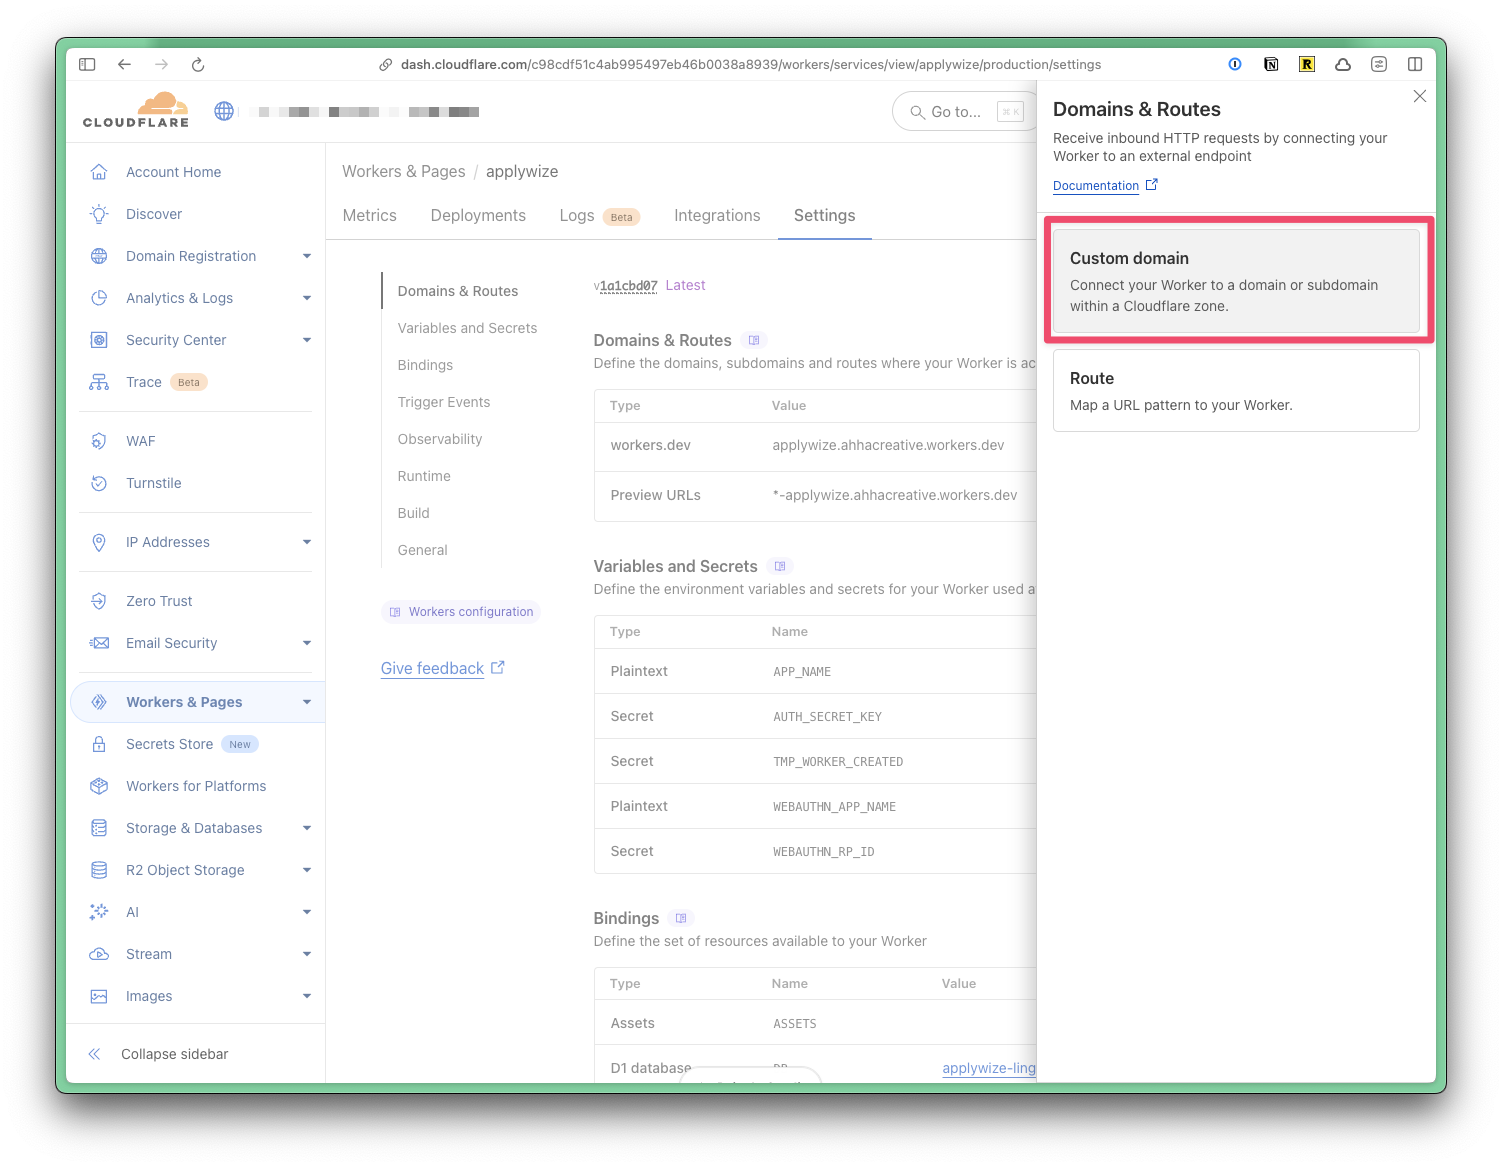 dash.cloudflare.com/c98cdf51c4ab995497eb46b0038a8939/workers/services/view/applywize/production/settings
CLOUDFLARE
Go to...
⌘ K
Account Home
Discover
Domain Registration
Analytics & Logs
Security Center
Trace Beta
WAF
Turnstile
IP Addresses
Zero Trust
Email Security
Workers & Pages
Secrets Store New
Workers for Platforms
Storage & Databases
R2 Object Storage
AI
Stream
Images
Collapse sidebar
Workers & Pages / applywize
Metrics Deployments Logs Beta Integrations Settings
Domains & Routes
Variables and Secrets
Bindings
Trigger Events
Observability
Runtime
Build
General
Workers configuration
Give feedback
v1a1cbd07 Latest
Domains & Routes
Define the domains, subdomains and routes where your Worker is ac
Type Value
workers.dev applywize.ahhacreative.workers.dev
Preview URLs *-applywize.ahhacreative.workers.dev
Variables and Secrets
Define the environment variables and secrets for your Worker used a
Type Name
Plaintext APP_NAME
Secret AUTH_SECRET_KEY
Secret TMP_WORKER_CREATED
Plaintext WEBAUTHN_APP_NAME
Secret WEBAUTHN_RP_ID
Bindings
Define the set of resources available to your Worker
Type Name Value
Assets ASSETS
D1 database applywize-ling
Domains & Routes
Receive inbound HTTP requests by connecting your
Worker to an external endpoint
Documentation
Custom domain
Connect your Worker to a domain or subdomain
within a Cloudflare zone.
Route
Map a URL pattern to your Worker.